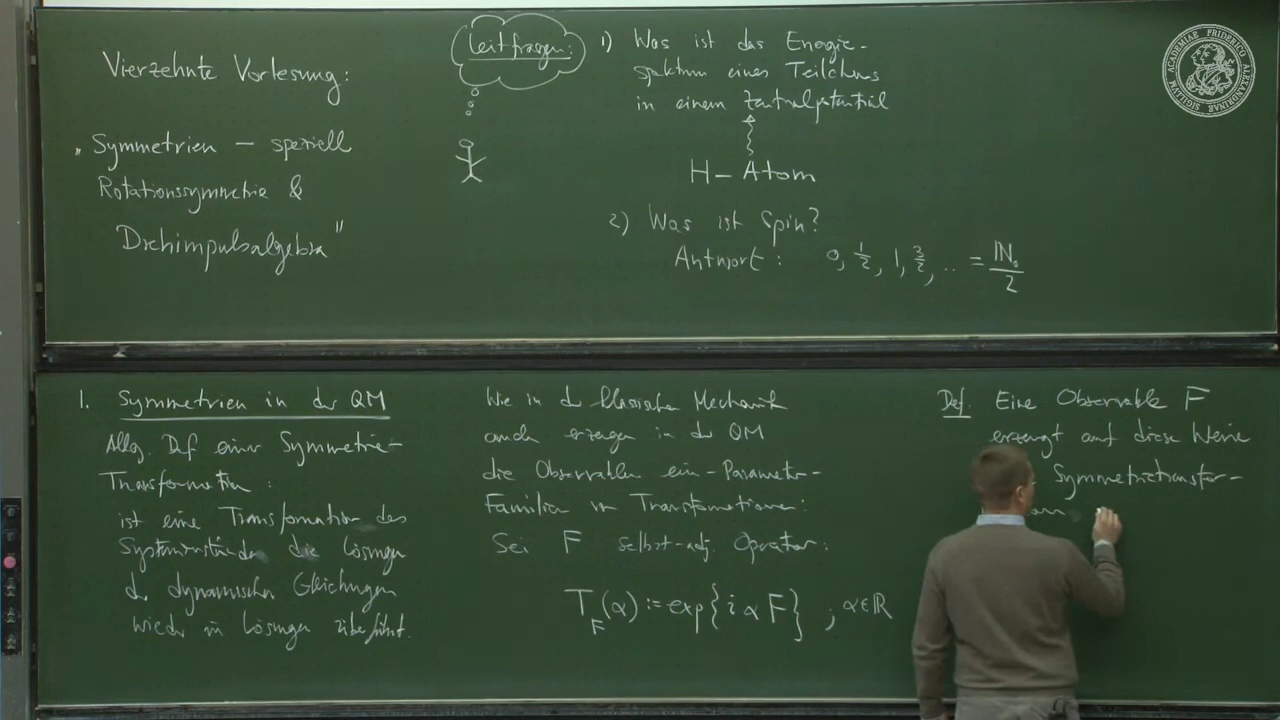 Vierzehnte Vorlesung:
„Symmetrien – speziell
Rotationssymmetrie &
Drehimpulsalgebra"
Leitfragen:
1) Was ist das Energie-
spektrum eines Teilchens
in einem Zentralpotential
H-Atom
2) Was ist Spin?
Antwort: 0, 1/2, 1, 3/2, .. = ℕ₀/2
1. Symmetrien in der QM
Allg. Def einer Symmetrie-
Transformation:
ist eine Transformation des
Systemzustandes die Lösungen
d. dynamischen Gleichungen
wieder in Lösungen überführt.
Wie in d. klassischen Mechanik
auch erzeugen in der QM
die Observablen ein-Parameter-
Familien von Transformationen:
Sei F selbst-adj. Operator:
T_F(α) := exp{iαF} , α∈ℝ
Def. Eine Observable F
erzeugt auf diese Weise
Symmetrietransfor-
SIGILLVM ACADEMIAE FRIDERICO ALEXANDRINAE